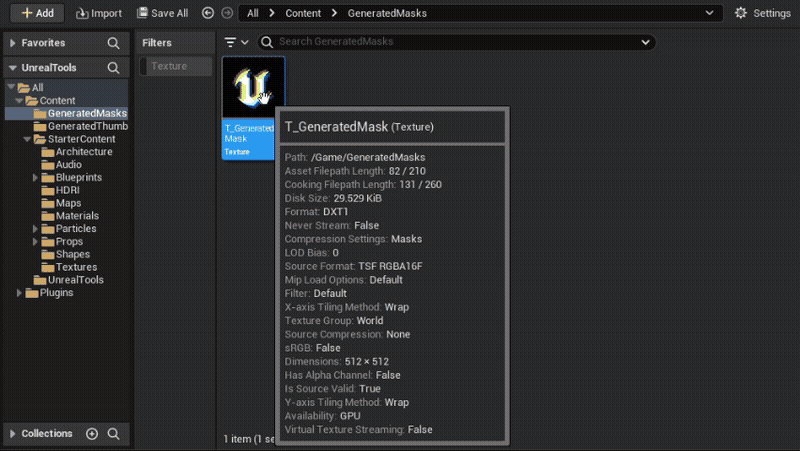 Add Import Save All All Content GeneratedMasks Settings
Favorites
UnrealTools
All
Content
GeneratedMasks
GeneratedThumb
StarterContent
Architecture
Audio
Blueprints
HDRI
Maps
Materials
Particles
Props
Shapes
Textures
UnrealTools
Plugins
Collections
Filters
Texture
Search GeneratedMasks
T_Generated
Mask
Texture
1 item (1 se
T_GeneratedMask (Texture)
Path: /Game/GeneratedMasks
Asset Filepath Length: 82 / 210
Cooking Filepath Length: 131 / 260
Disk Size: 29.529 KiB
Format: DXT1
Never Stream: False
Compression Settings: Masks
LOD Bias: 0
Source Format: TSF RGBA16F
Mip Load Options: Default
Filter: Default
X-axis Tiling Method: Wrap
Texture Group: World
Source Compression: None
sRGB: False
Dimensions: 512 × 512
Has Alpha Channel: False
Is Source Valid: True
Y-axis Tiling Method: Wrap
Availability: GPU
Virtual Texture Streaming: False